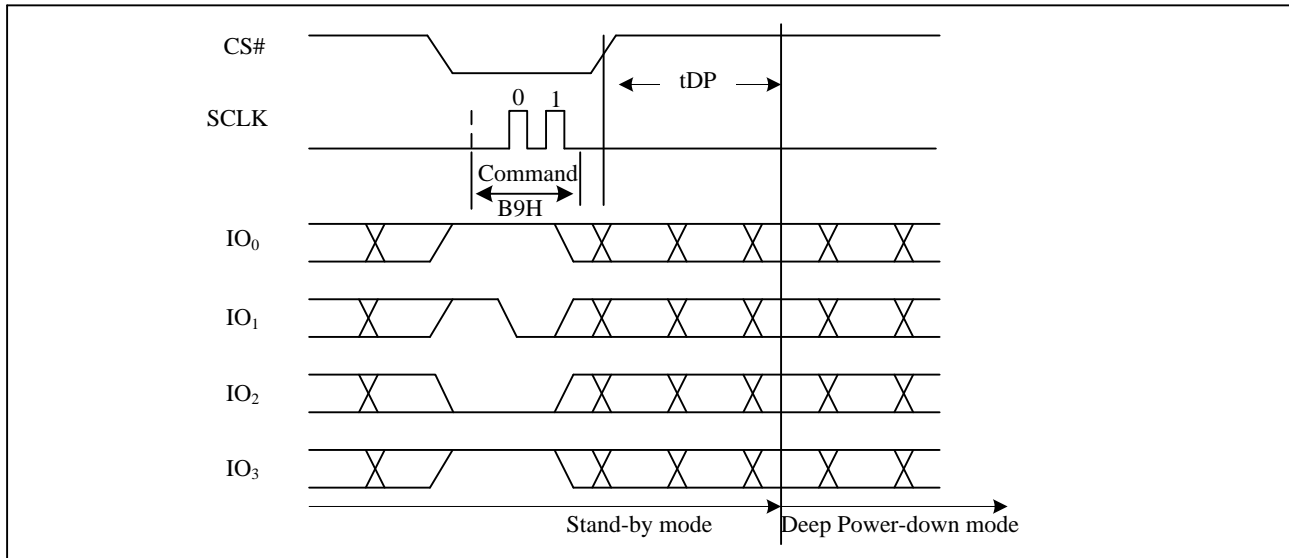 CS#
tDP
0 1
SCLK
Command
B9H
IO0
IO1
IO2
IO3
Stand-by mode
Deep Power-down mode